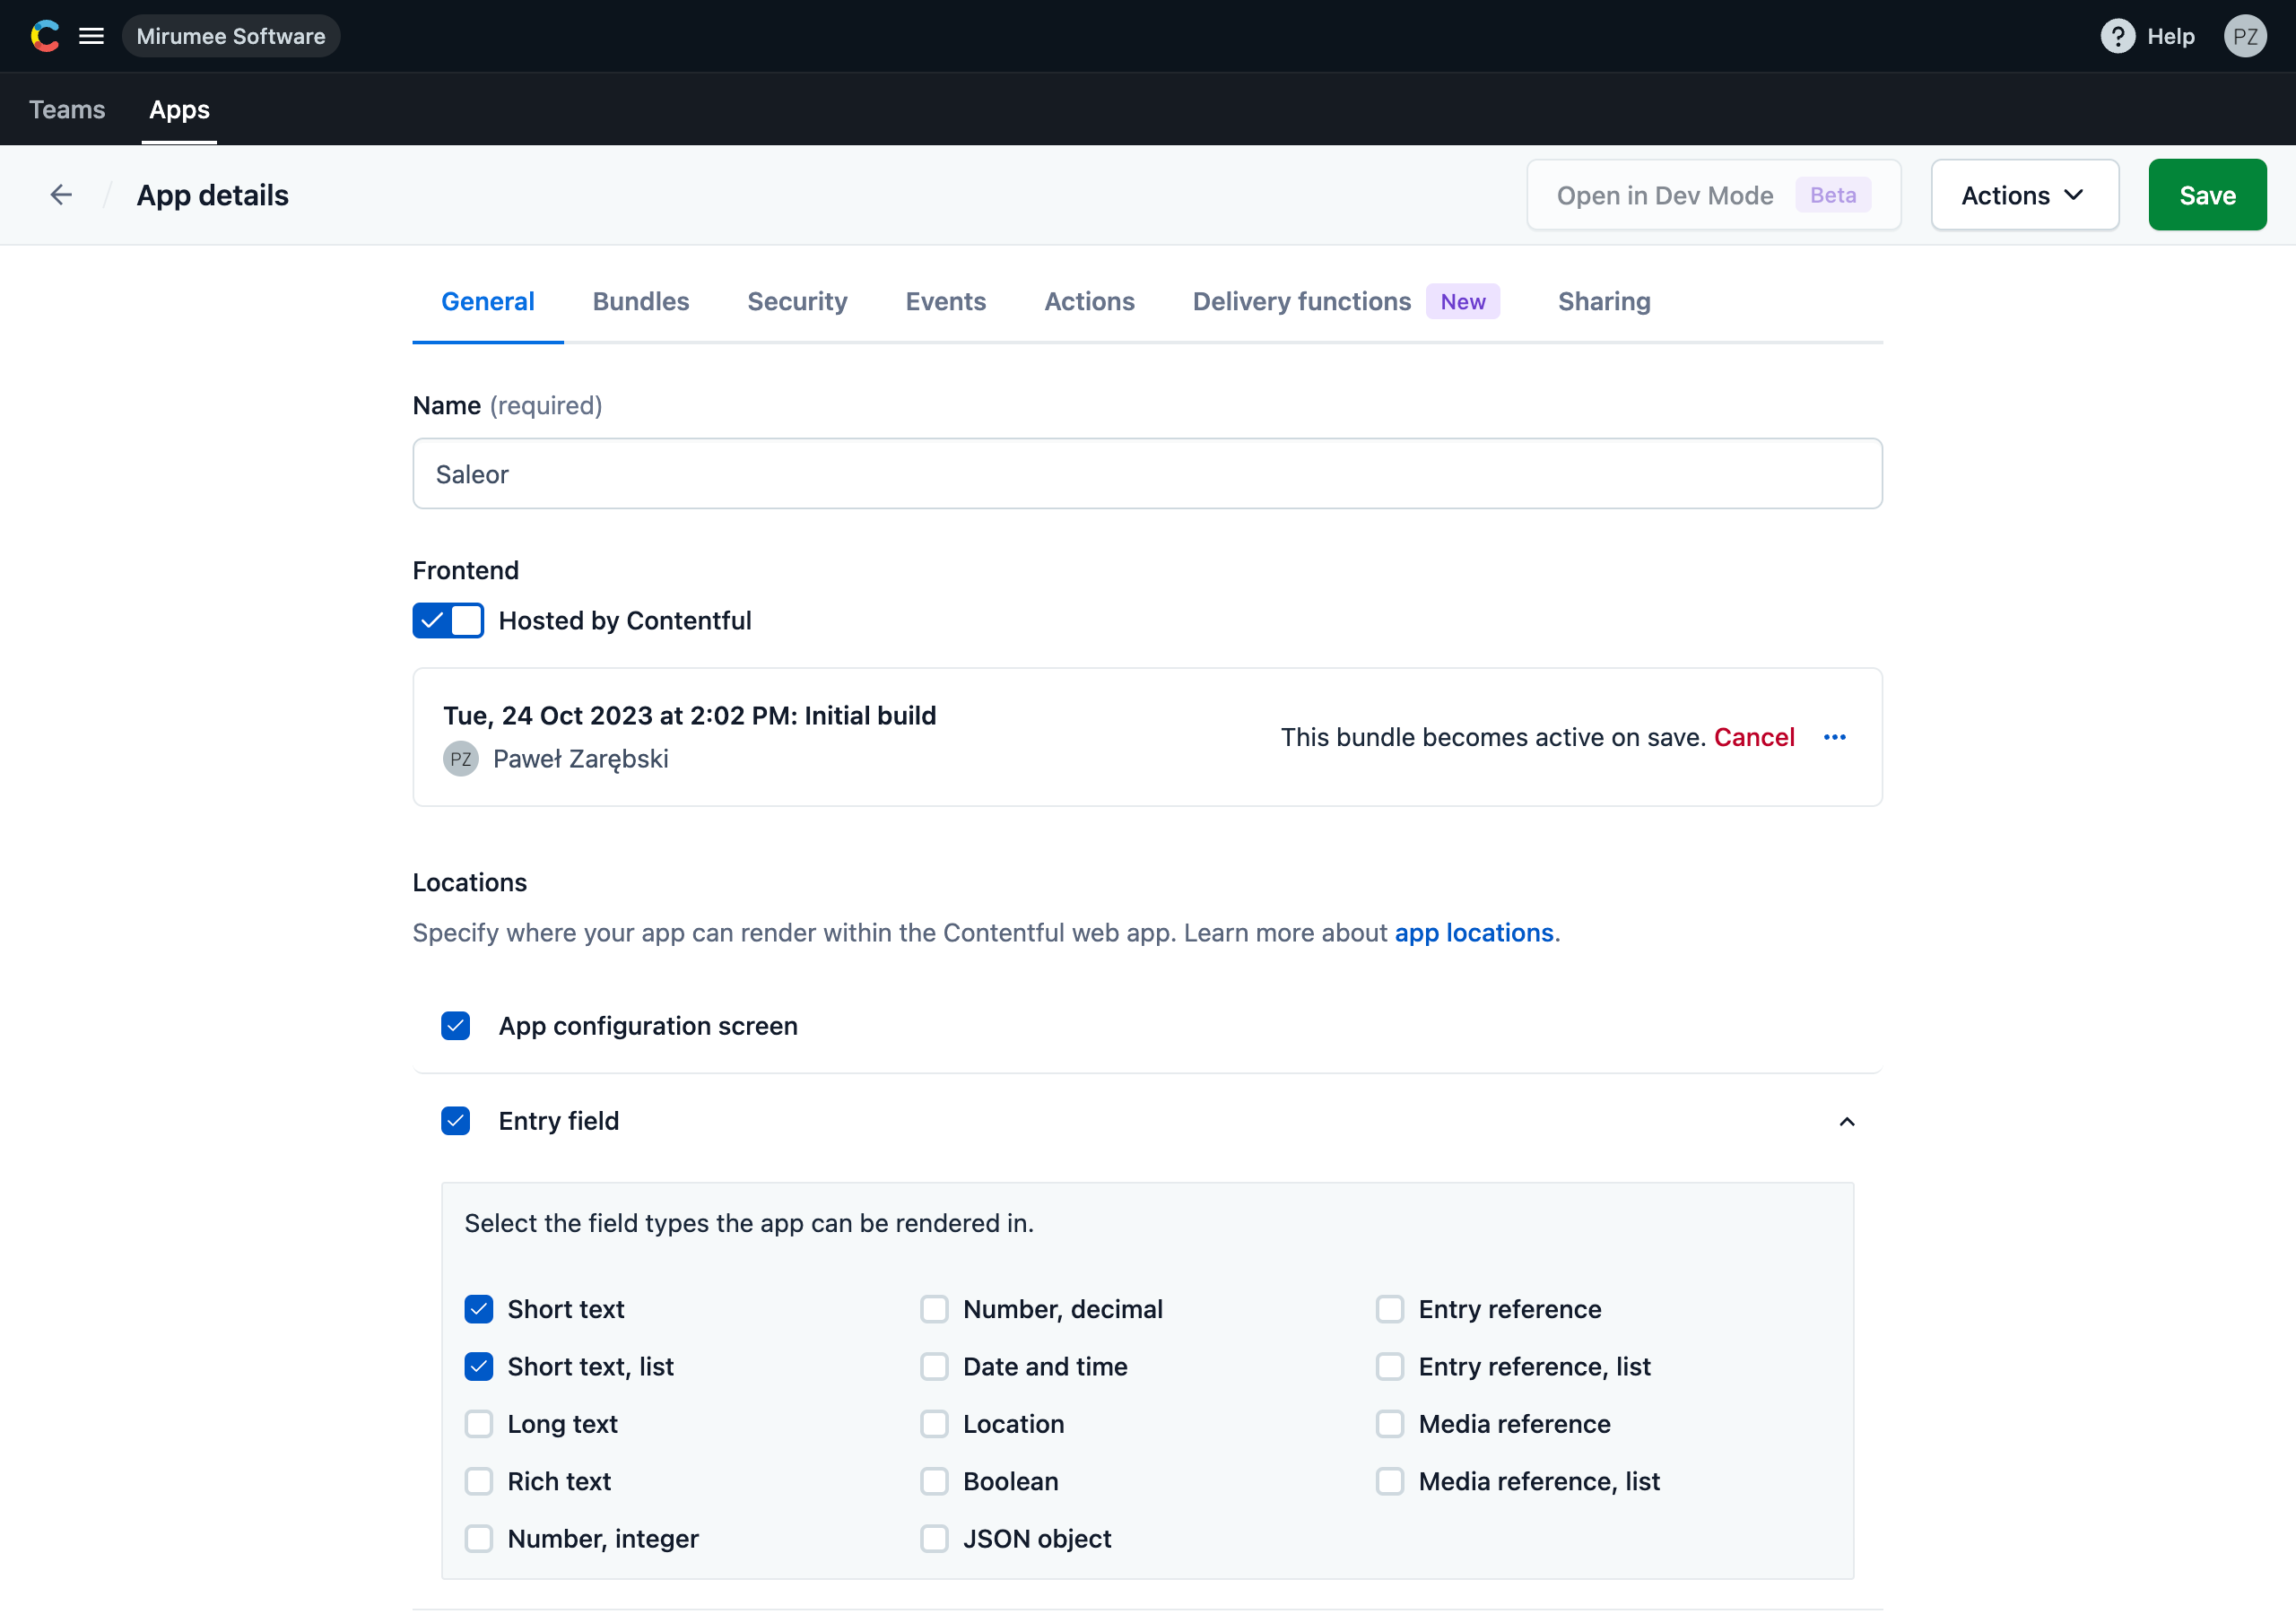 Mirumee Software
Help
PZ
Teams
Apps
App details
Open in Dev Mode Beta
Actions
Save
General
Bundles
Security
Events
Actions
Delivery functions New
Sharing
Name (required)
Saleor
Frontend
Hosted by Contentful
Tue, 24 Oct 2023 at 2:02 PM: Initial build
PZ Paweł Zarębski
This bundle becomes active on save. Cancel
Locations
Specify where your app can render within the Contentful web app. Learn more about app locations.
App configuration screen
Entry field
Select the field types the app can be rendered in.
Short text
Short text, list
Long text
Rich text
Number, integer
Number, decimal
Date and time
Location
Boolean
JSON object
Entry reference
Entry reference, list
Media reference
Media reference, list